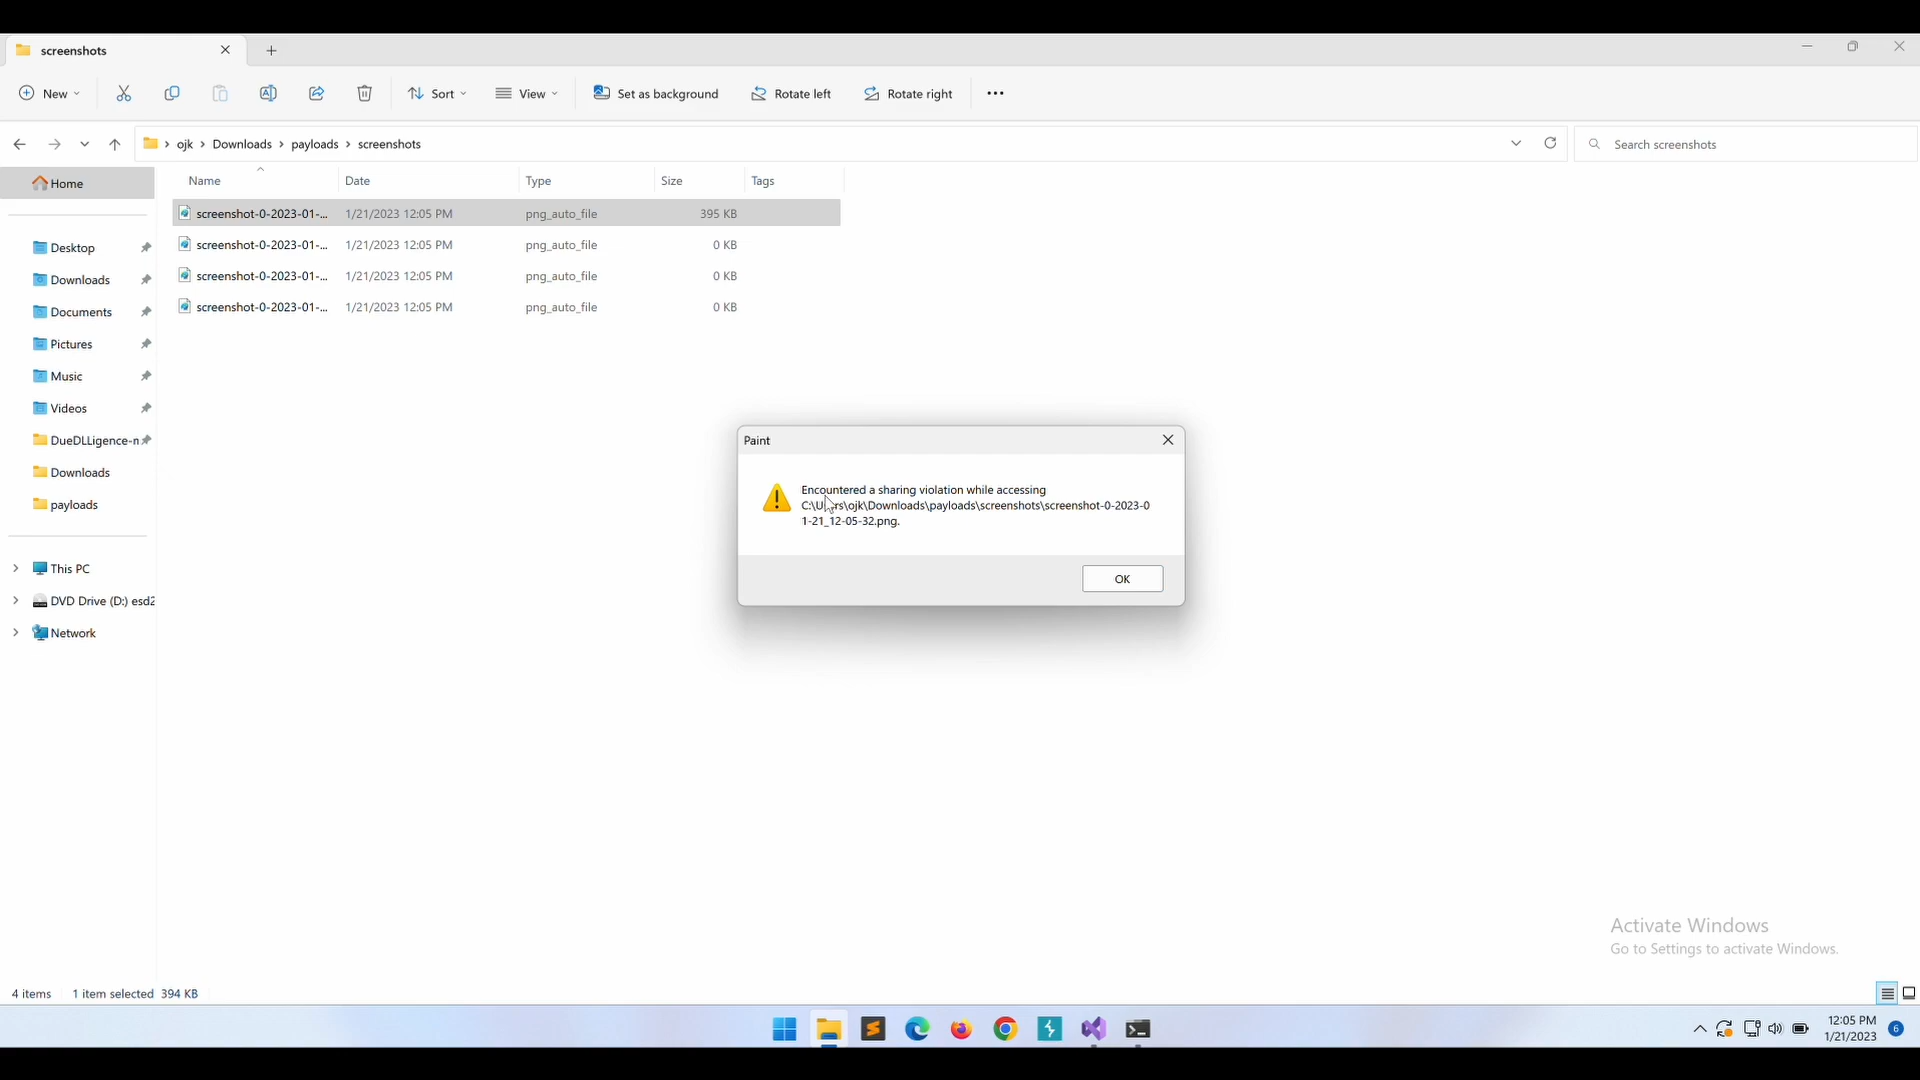 screenshots
New
Sort
View
Set as background
Rotate left
Rotate right
ojk > Downloads > payloads > screenshots
Search screenshots
Home
Desktop
Downloads
Documents
Pictures
Music
Videos
DueDLLigence-
Downloads
payloads
This PC
DVD Drive (D:) esd2
Network
Name Date Type Size Tags
screenshot-0-2023-01-... 1/21/2023 12:05 PM png_auto_file 395 KB
screenshot-0-2023-01-... 1/21/2023 12:05 PM png_auto_file 0 KB
screenshot-0-2023-01-... 1/21/2023 12:05 PM png_auto_file 0 KB
screenshot-0-2023-01-... 1/21/2023 12:05 PM png_auto_file 0 KB
Paint
Encountered a sharing violation while accessing
C:\Users\ojk\Downloads\payloads\screenshots\screenshot-0-2023-0
1-21_12-05-32.png.
OK
Activate Windows
Go to Settings to activate Windows.
4 items 1 item selected 394 KB
12:05 PM
1/21/2023
6